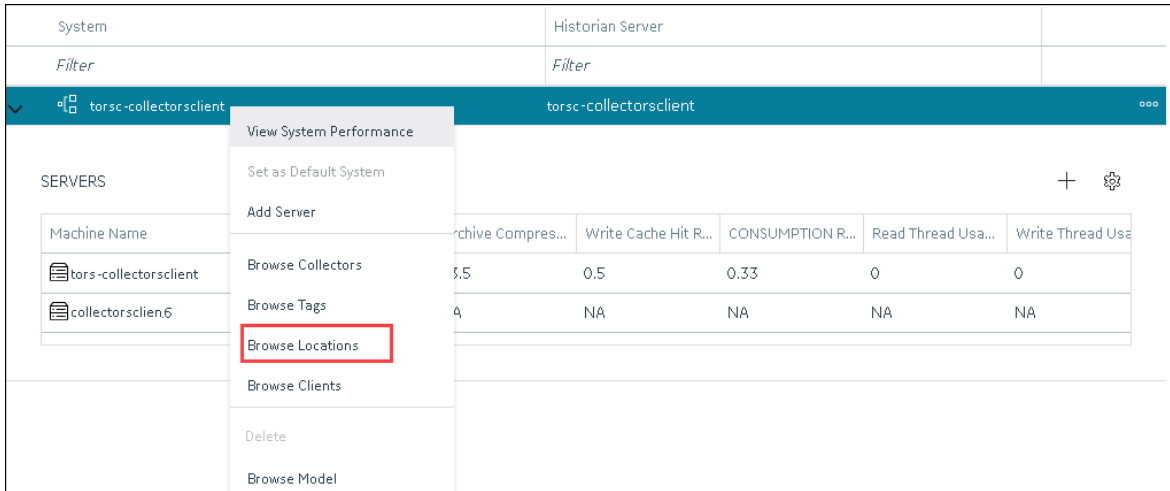 System Historian Server
Filter Filter
torsc-collectorsclient torsc-collectorsclient
View System Performance
Set as Default System
SERVERS
Add Server
Machine Name rchive Compres... Write Cache Hit R... CONSUMPTION R... Read Thread Usa... Write Thread Usa
Browse Collectors
tors-collectorsclient 3.5 0.5 0.33 0 0
Browse Tags
collectorsclien.6 A NA NA NA NA
Browse Locations
Browse Clients
Delete
Browse Model